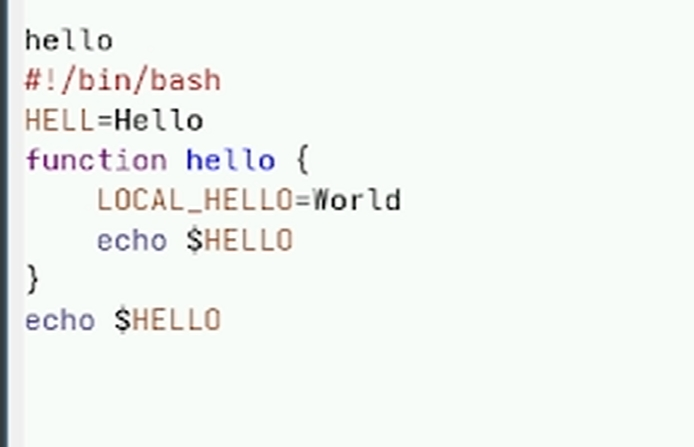 hello
#!/bin/bash
HELL=Hello
function hello {
    LOCAL_HELLO=World
    echo $HELLO
}
echo $HELLO